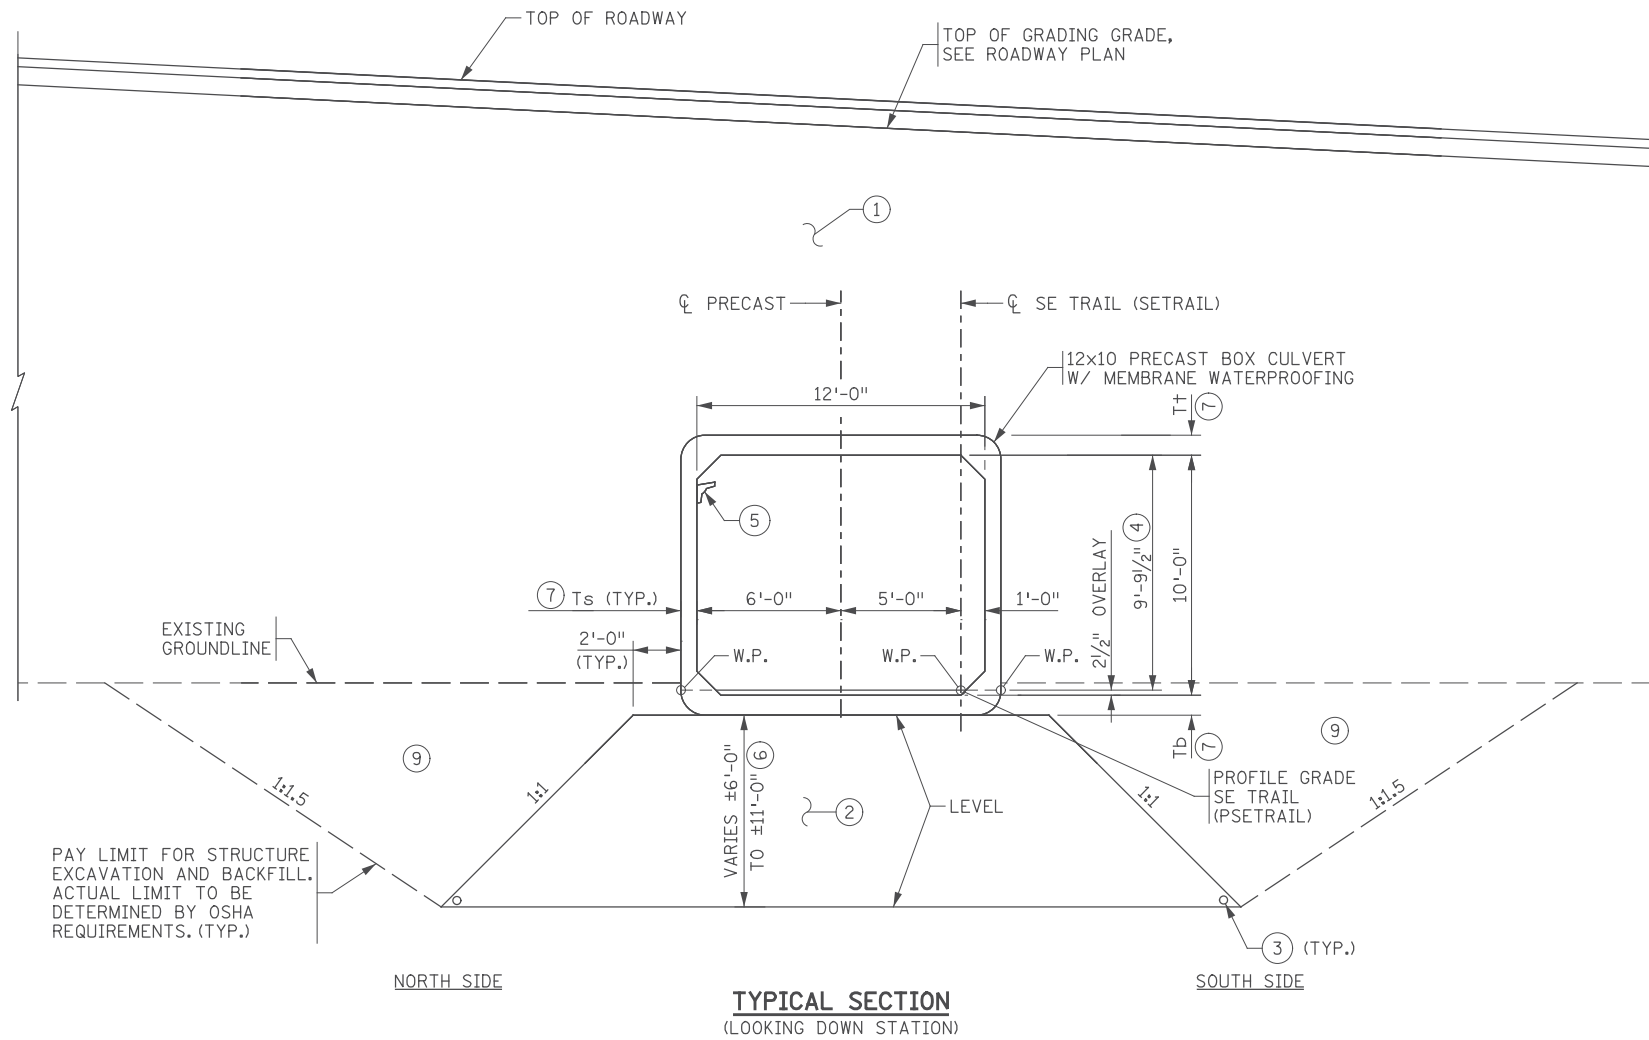 TOP OF ROADWAY
TOP OF GRADING GRADE,
SEE ROADWAY PLAN
1
℄ PRECAST
℄ SE TRAIL (SETRAIL)
12x10 PRECAST BOX CULVERT
W/ MEMBRANE WATERPROOFING
12'-0"
Tt 7
5
7 Ts (TYP.)
6'-0"
5'-0"
1'-0"
2½" OVERLAY
9'-9½" 4
10'-0"
EXISTING
GROUNDLINE
2'-0"
(TYP.)
W.P.
W.P.
W.P.
9
9
1:1.5
1:1
VARIES ±6'-0"
TO ±11'-0" 6
2
LEVEL
1:1
1:1.5
Tb 7
PROFILE GRADE
SE TRAIL
(PSETRAIL)
PAY LIMIT FOR STRUCTURE
EXCAVATION AND BACKFILL.
ACTUAL LIMIT TO BE
DETERMINED BY OSHA
REQUIREMENTS. (TYP.)
3 (TYP.)
NORTH SIDE
SOUTH SIDE
TYPICAL SECTION
(LOOKING DOWN STATION)